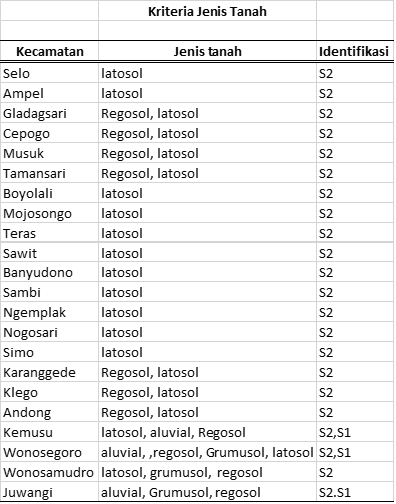 Kriteria Jenis Tanah
Kecamatan Jenis tanah Identifikasi
Selo latosol S2
Ampel latosol S2
Gladagsari Regosol, latosol S2
Cepogo Regosol, latosol S2
Musuk Regosol, latosol S2
Tamansari Regosol, latosol S2
Boyolali latosol S2
Mojosongo latosol S2
Teras latosol S2
Sawit latosol S2
Banyudono latosol S2
Sambi latosol S2
Ngemplak latosol S2
Nogosari latosol S2
Simo latosol S2
Karanggede Regosol, latosol S2
Klego Regosol, latosol S2
Andong Regosol, latosol S2
Kemusu latosol, aluvial, Regosol S2,S1
Wonosegoro aluvial, ,regosol, Grumusol, latosol S2,S1
Wonosamudro latosol, grumusol, regosol S2
Juwangi aluvial, Grumusol, regosol S2.S1